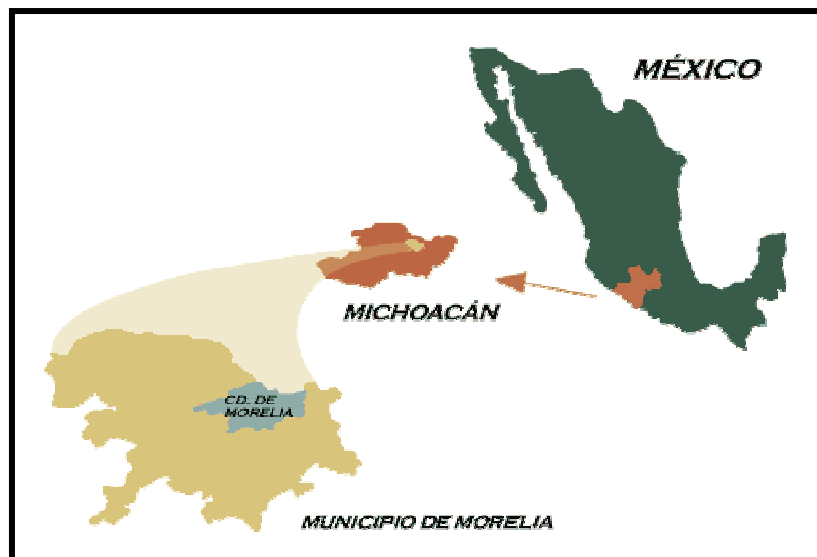 MÉXICO
MICHOACÁN
CD. DE
MORELIA
MUNICIPIO DE MORELIA